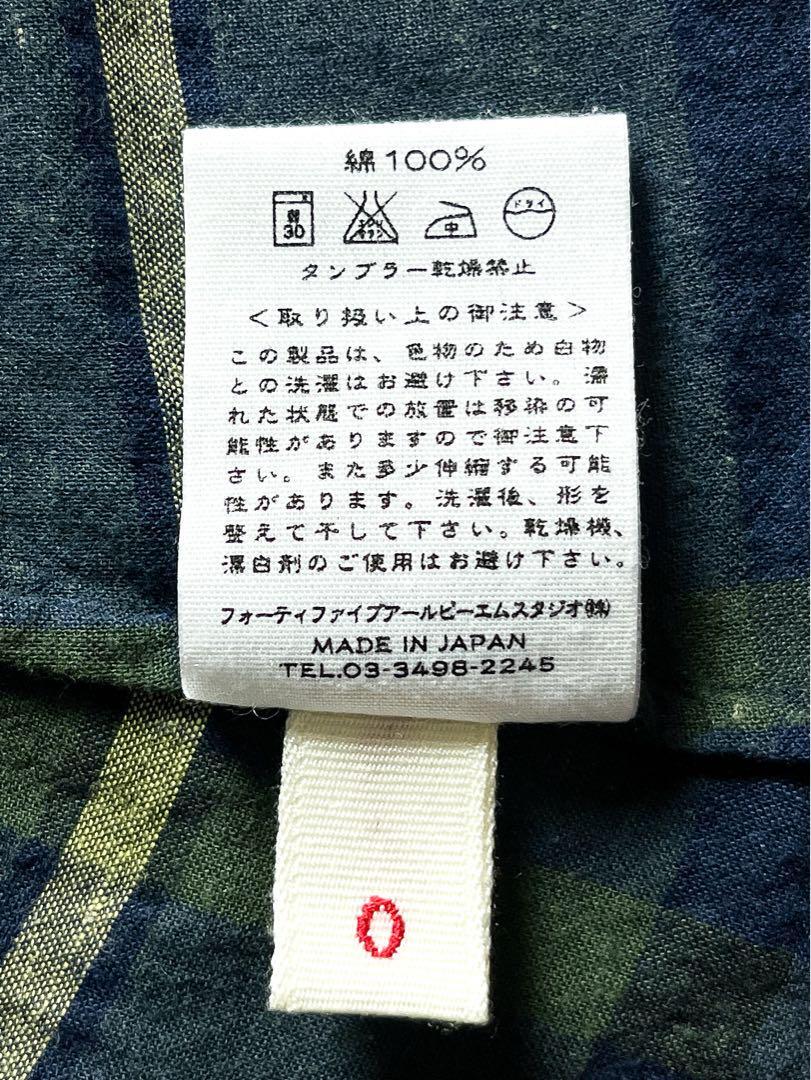 綿100%
弱
30
エンソ
サラシ
中
ドライ
タンブラー乾燥禁止
<取り扱い上の御注意>
この製品は、色物のため白物
との洗濯はお避け下さい。濡
れた状態での放置は移染の可
能性がありますので御注意下
さい。また多少伸縮する可能
性があります。洗濯後、形を
整えて干して下さい。乾燥機、
漂白剤のご使用はお避け下さい。
フォーティファイブアールピーエムスタジオ㈱
MADE IN JAPAN
TEL.03-3498-2245
0